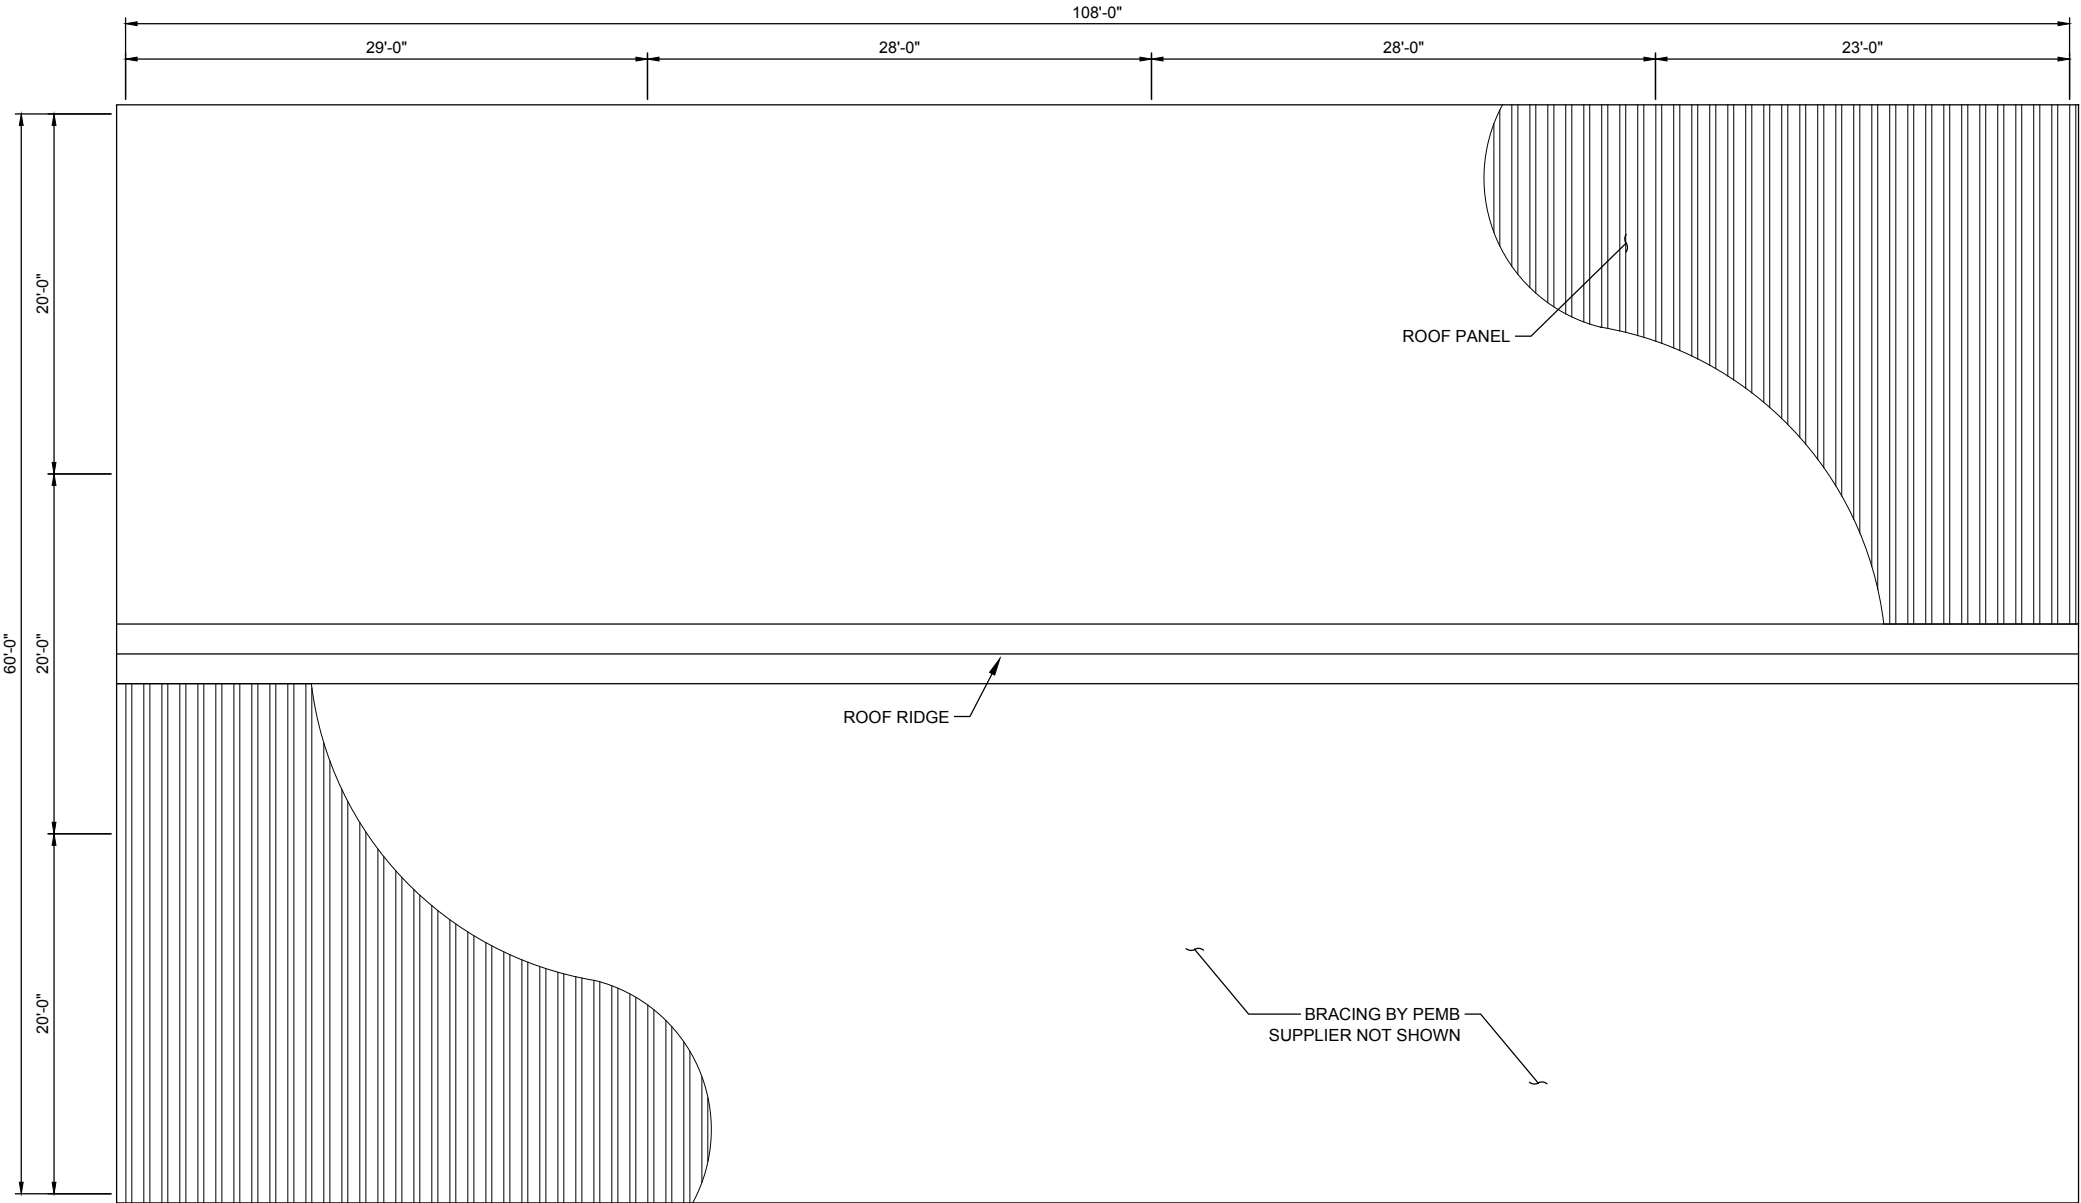 108'-0"
29'-0"
28'-0"
28'-0"
23'-0"
20'-0"
ROOF PANEL
60'-0"
20'-0"
ROOF RIDGE
20'-0"
BRACING BY PEMB
SUPPLIER NOT SHOWN